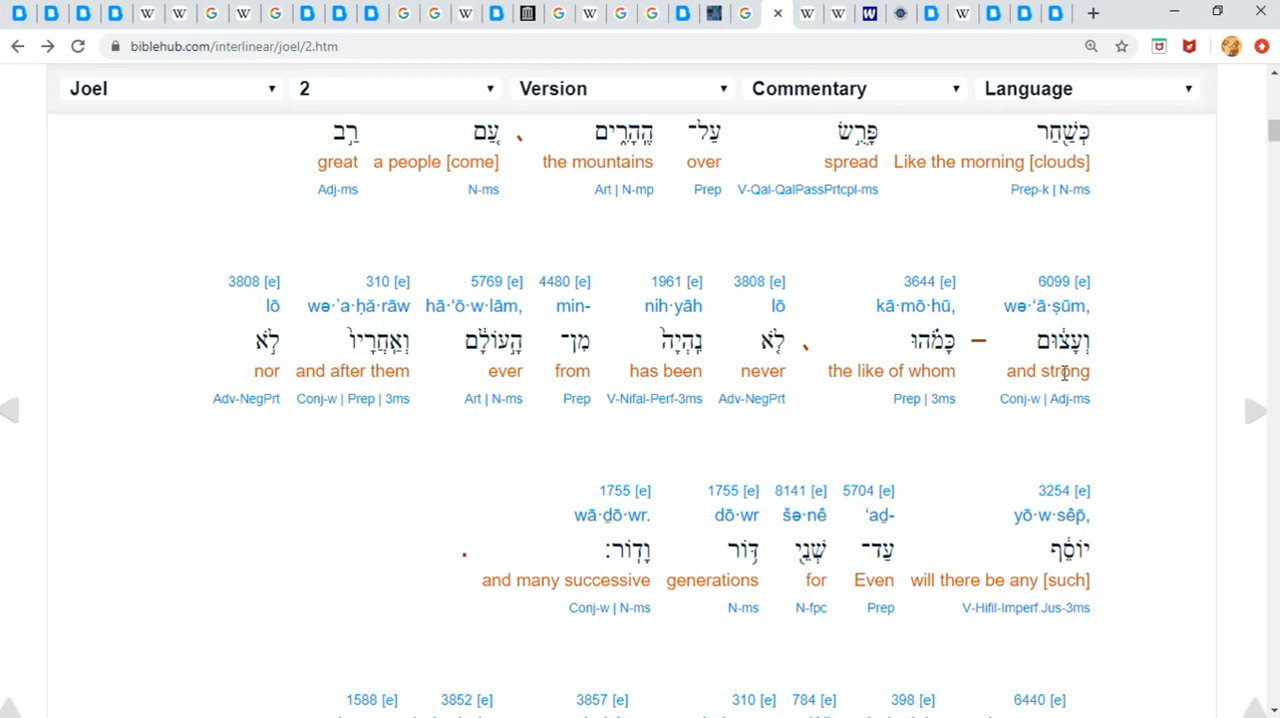 biblehub.com/interlinear/joel/2.htm
Joel 2 Version Commentary Language
כְּשַׁ֖חַר פָּרֻ֣שׂ עַל־ הֶֽהָרִ֑ים ､ עַ֚ם רַ֣ב
great a people [come] the mountains over spread Like the morning [clouds]
Adj-ms N-ms Art | N-mp Prep V-Qal-QalPassPrtcpl-ms Prep-k | N-ms
3808 [e] 310 [e] 5769 [e] 4480 [e] 1961 [e] 3808 [e] 3644 [e] 6099 [e]
lō wə·’a·ḥă·rāw hā·‘ō·w·lām, min- nih·yāh lō kā·mō·hū, wə·‘ā·ṣūm,
וְעָצ֔וּם – כָּמֹ֗הוּ ､ לֹ֤א נִֽהְיָה֙ מִן־ הָ֣עוֹלָ֔ם וְאַֽחֲרָיו֙ לֹ֣א
nor and after them ever from has been never the like of whom and strong
Adv-NegPrt Conj-w | Prep | 3ms Art | N-ms Prep V-Nifal-Perf-3ms Adv-NegPrt Prep | 3ms Conj-w | Adj-ms
1755 [e] 1755 [e] 8141 [e] 5704 [e] 3254 [e]
wā·ḏō·wr. dō·wr šə·nê ‘aḏ- yō·w·sêp̄,
יוֹסֵ֔ף עַד־ שְׁנֵ֖י דּ֥וֹר וָדֽוֹר׃ .
and many successive generations for Even will there be any [such]
Conj-w | N-ms N-ms N-fpc Prep V-Hifil-Imperf.Jus-3ms
1588 [e] 3852 [e] 3857 [e] 310 [e] 784 [e] 398 [e] 6440 [e]